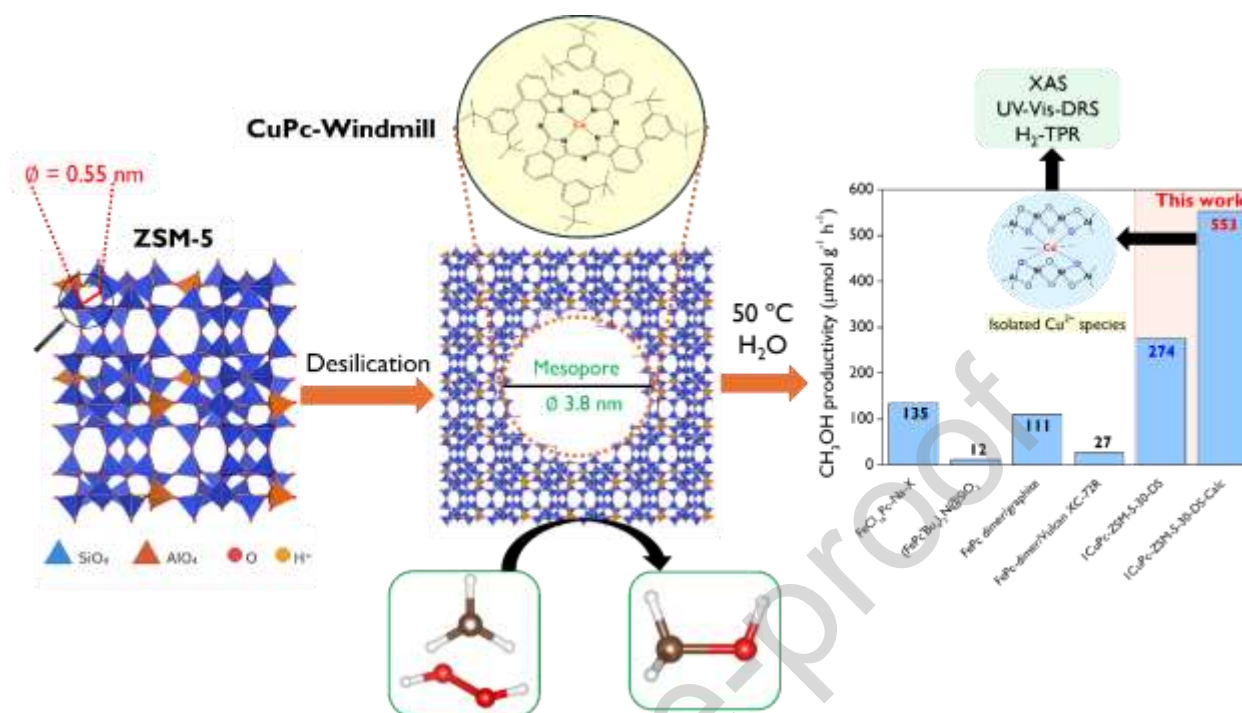 CuPc-Windmill
Ø = 0.55 nm
ZSM-5
SiO₄
AlO₄
O
H⁺
Desilication
Mesopore
Ø 3.8 nm
50 °C
H₂O
XAS
UV-Vis-DRS
H₂-TPR
This work
Isolated Cu²⁺ species
CH₃OH productivity (μmol g⁻¹ h⁻¹)
600
500
400
300
200
100
0
135
12
111
27
274
553
FePc dimer/graphite
FePc-dimer/Vulcan XC-72R
1CuPc-ZSM-5-30-DS
1CuPc-ZSM-5-30-DS-Calc
e-proof